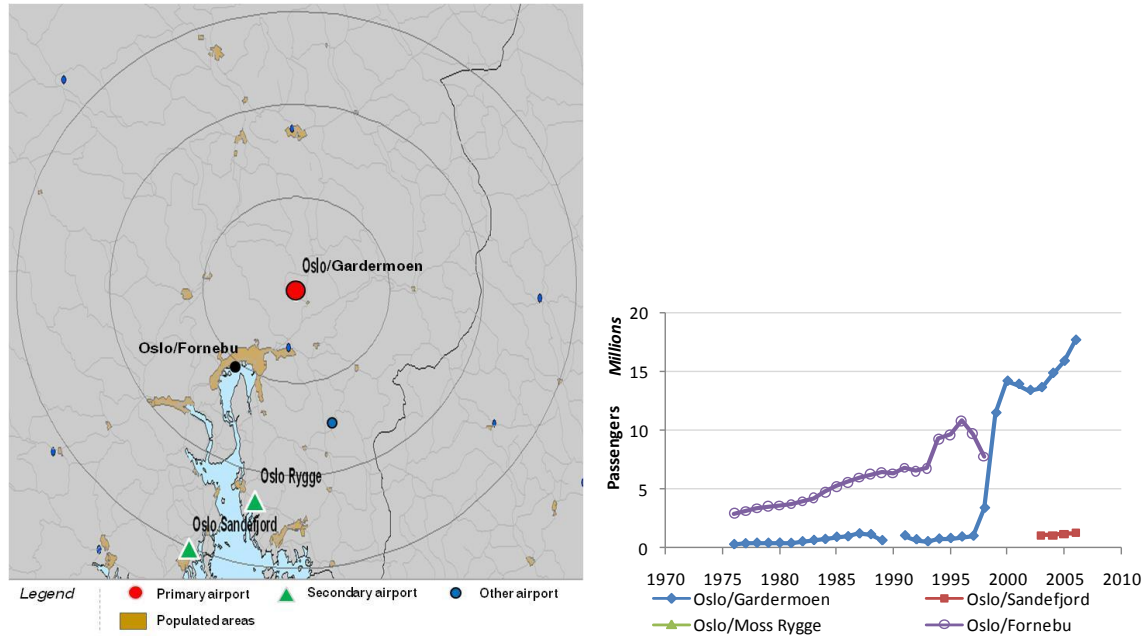 Oslo/Gardermoen
Oslo/Fornebu
Oslo Rygge
Oslo Sandefjord
Legend
Primary airport
Secondary airport
Other airport
Populated areas
Passengers Millions
20
15
10
5
0
1970 1975 1980 1985 1990 1995 2000 2005 2010
Oslo/Gardermoen Oslo/Sandefjord
Oslo/Moss Rygge Oslo/Fornebu